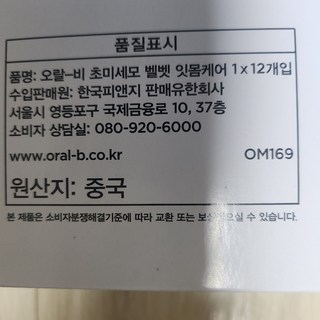 품질표시
품명: 오랄-비 초미세모 벨벳 잇몸케어 1 x 12개입
수입판매원: 한국피앤지 판매유한회사
서울시 영등포구 국제금융로 10, 37층
소비자 상담실: 080-920-6000
www.oral-b.co.kr OM169
원산지: 중국
본 제품은 소비자분쟁해결기준에 따라 교환 또는 보상 받으실 수 있습니다.